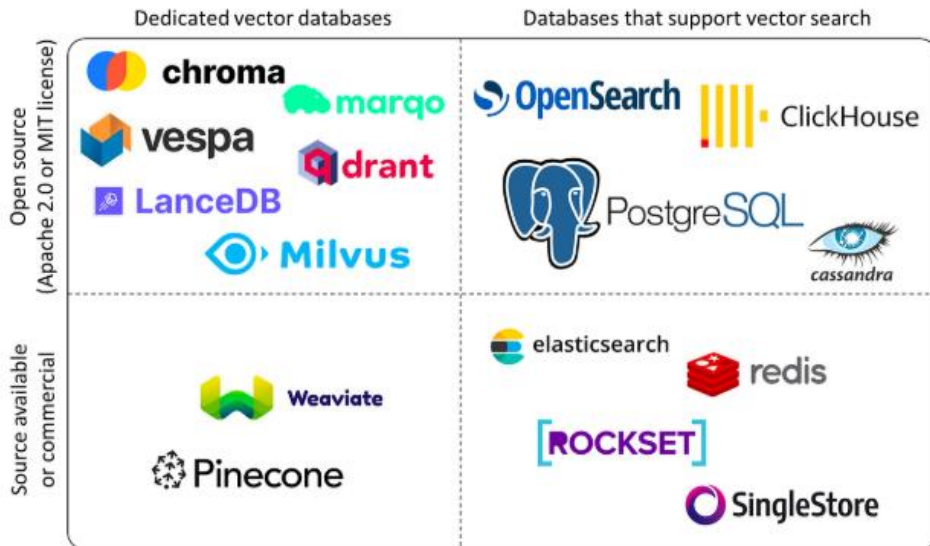 Dedicated vector databases
Databases that support vector search
Open source
(Apache 2.0 or MIT license)
chroma
marqo
vespa
qdrant
LanceDB
Milvus
OpenSearch
ClickHouse
PostgreSQL
cassandra
Source available
or commercial
Weaviate
Pinecone
elasticsearch
redis
[ROCKSET]
SingleStore